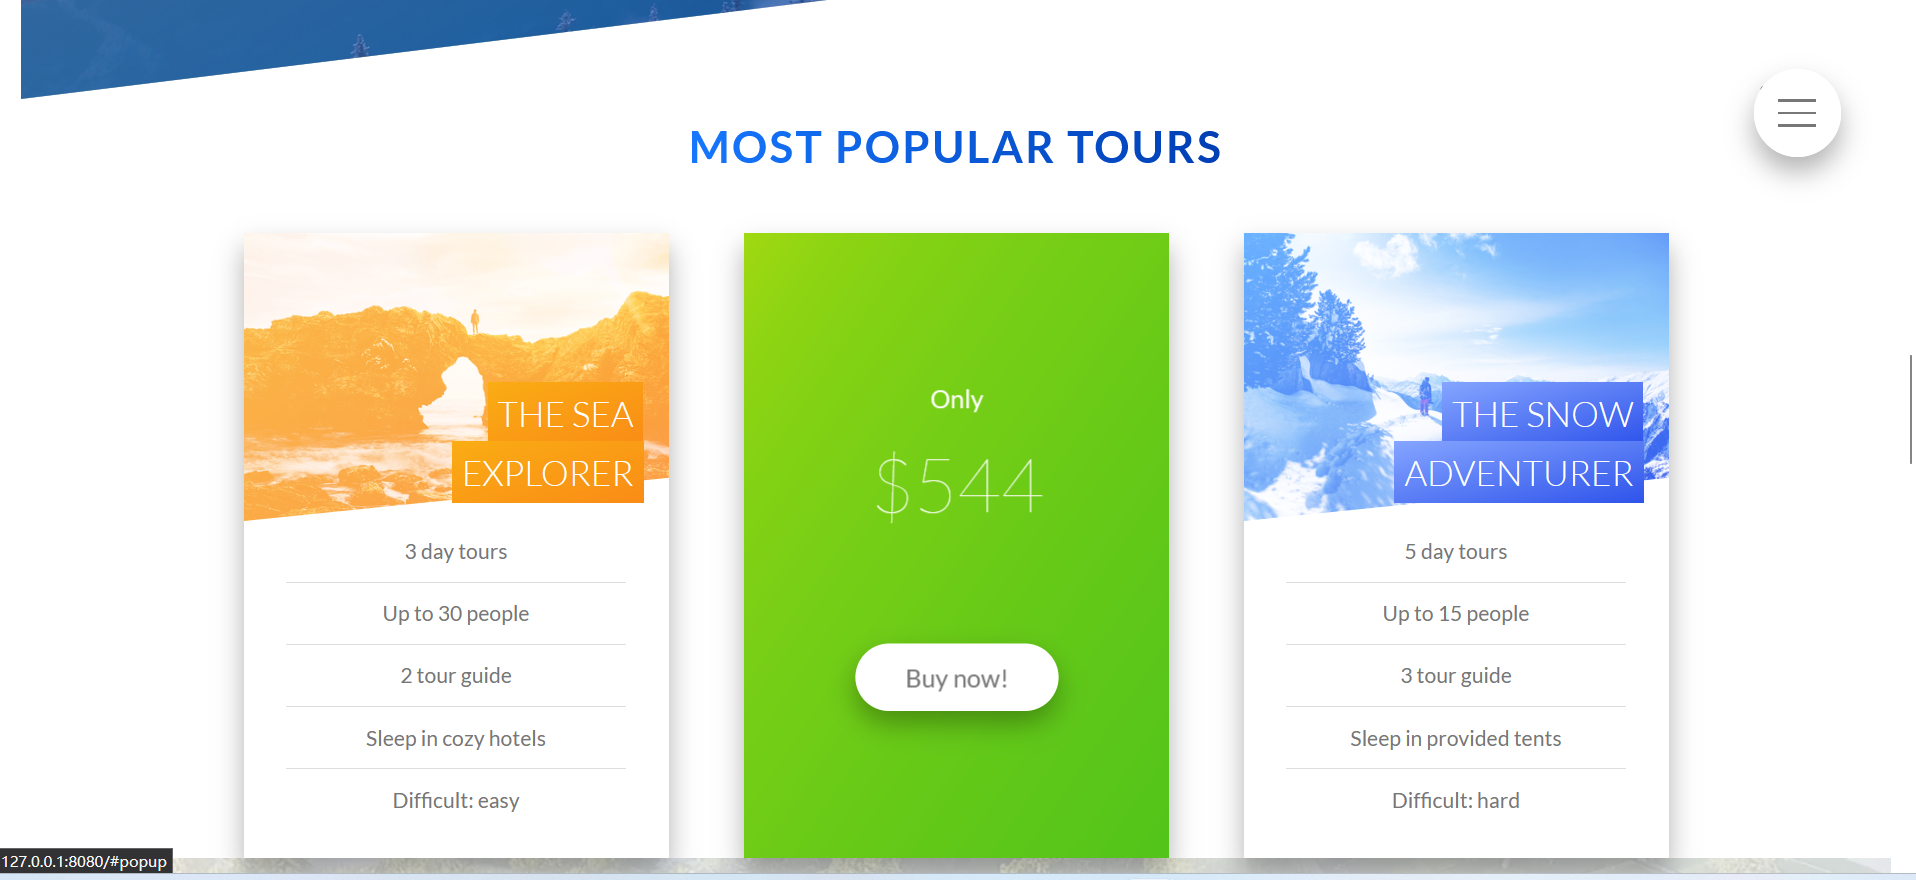 MOST POPULAR TOURS
THE SEA
EXPLORER
3 day tours
Up to 30 people
2 tour guide
Sleep in cozy hotels
Difficult: easy
Only
$544
Buy now!
THE SNOW
ADVENTURER
5 day tours
Up to 15 people
3 tour guide
Sleep in provided tents
Difficult: hard
127.0.0.1:8080/#popup